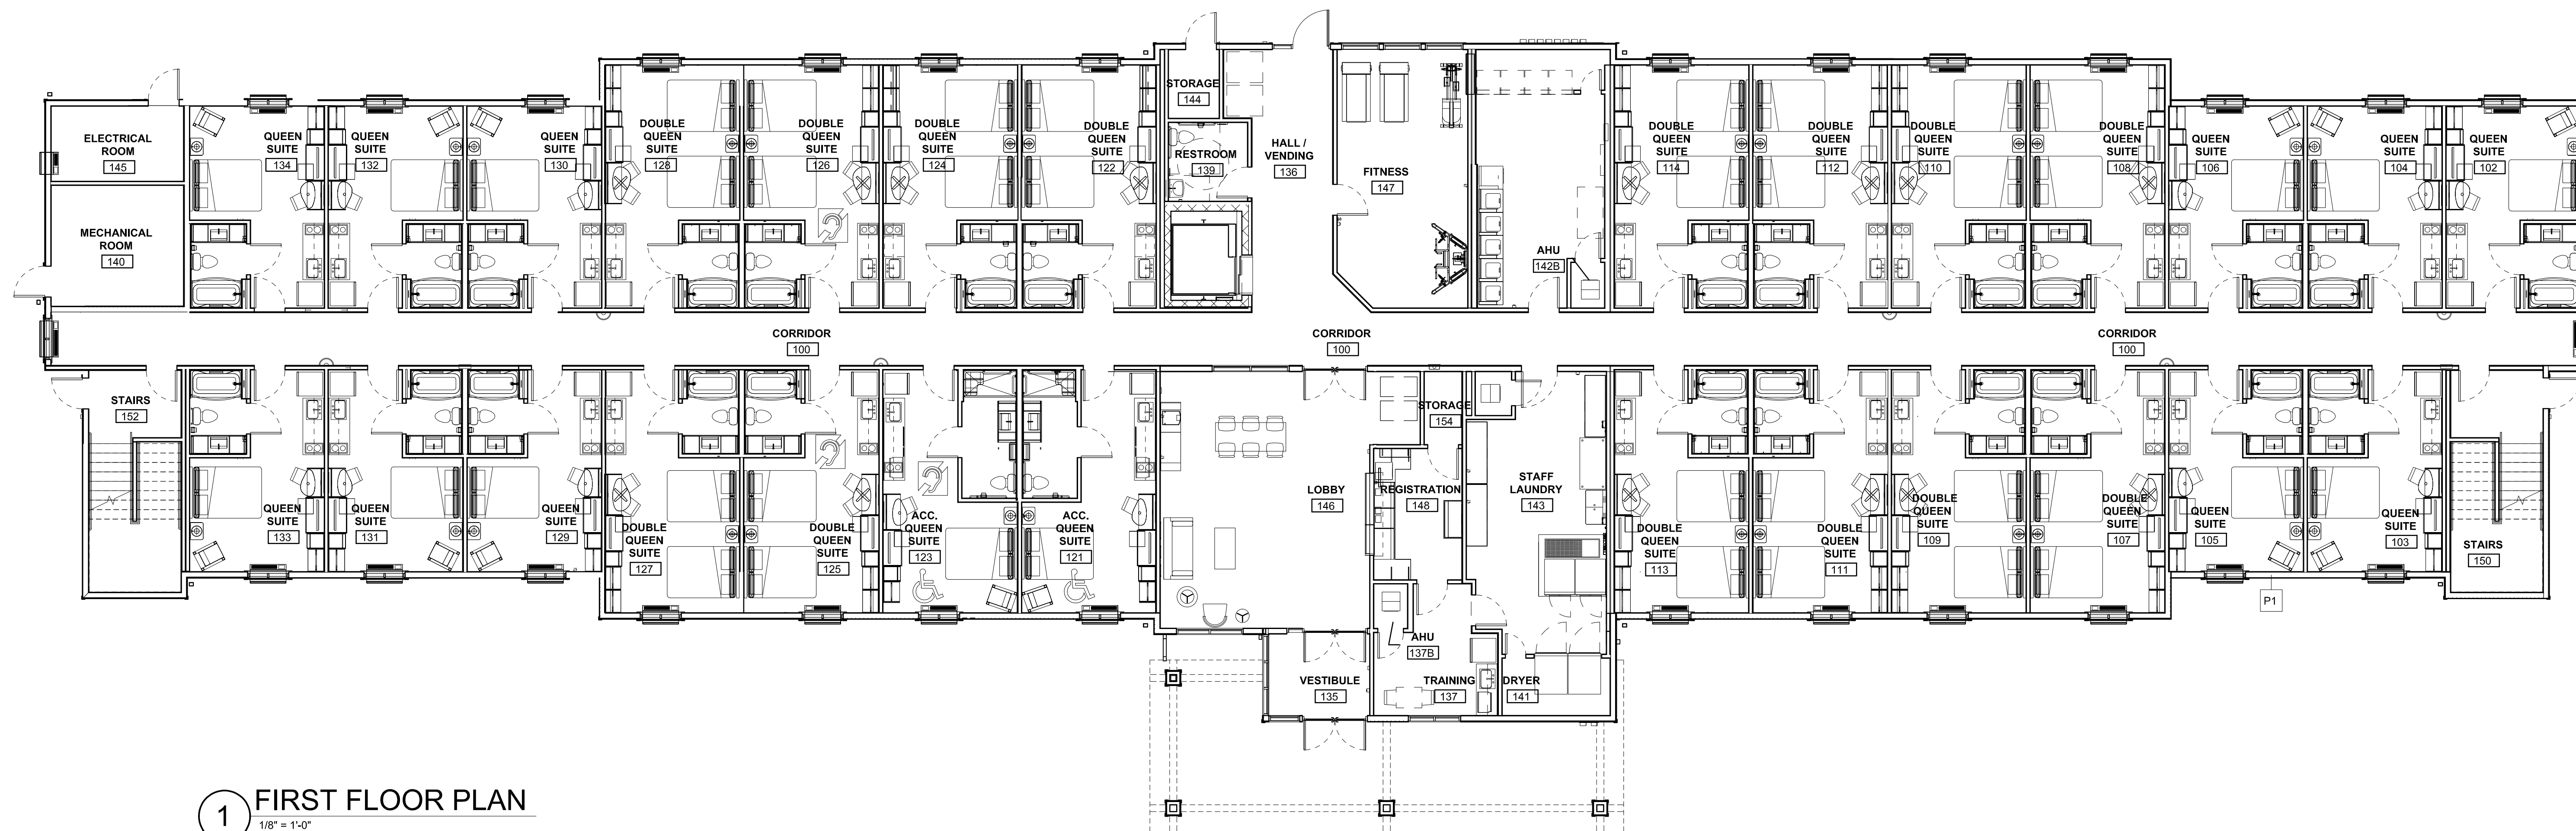 ELECTRICAL
ROOM
145
MECHANICAL
ROOM
140
QUEEN
SUITE
134
QUEEN
SUITE
132
QUEEN
SUITE
130
DOUBLE
QUEEN
SUITE
128
DOUBLE
QUEEN
SUITE
126
DOUBLE
QUEEN
SUITE
124
DOUBLE
QUEEN
SUITE
122
STORAGE
144
RESTROOM
139
HALL /
VENDING
136
FITNESS
147
AHU
142B
DOUBLE
QUEEN
SUITE
114
DOUBLE
QUEEN
SUITE
112
DOUBLE
QUEEN
SUITE
110
DOUBLE
QUEEN
SUITE
108
QUEEN
SUITE
106
QUEEN
SUITE
104
QUEEN
SUITE
102
CORRIDOR
100
CORRIDOR
100
CORRIDOR
100
STAIRS
152
QUEEN
SUITE
133
QUEEN
SUITE
131
QUEEN
SUITE
129
DOUBLE
QUEEN
SUITE
127
DOUBLE
QUEEN
SUITE
125
ACC.
QUEEN
SUITE
123
ACC.
QUEEN
SUITE
121
LOBBY
146
STORAGE
154
REGISTRATION
148
STAFF
LAUNDRY
143
DOUBLE
QUEEN
SUITE
113
DOUBLE
QUEEN
SUITE
111
DOUBLE
QUEEN
SUITE
109
DOUBLE
QUEEN
SUITE
107
QUEEN
SUITE
105
QUEEN
SUITE
103
STAIRS
150
P1
AHU
137B
VESTIBULE
135
TRAINING
137
DRYER
141
1
FIRST FLOOR PLAN
1/8" = 1'-0"